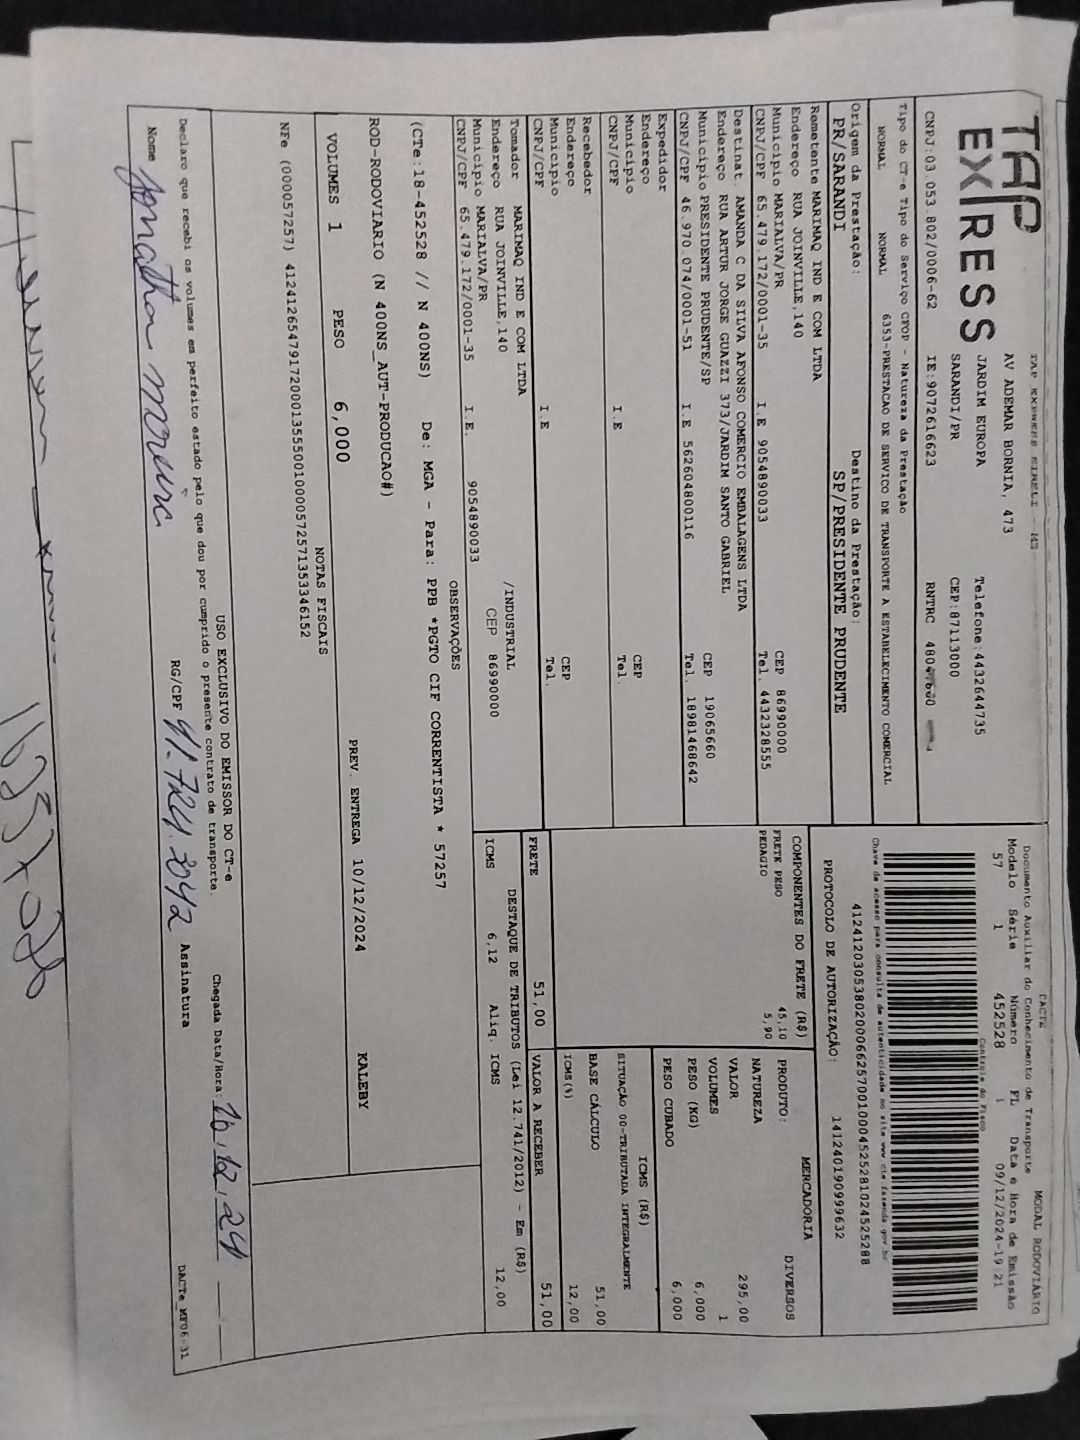 TAP EXPRESS
TAP EXPRESS EIRELI - ME
AV ADEMAR BORNIA, 473
JARDIM EUROPA
SARANDI/PR
Telefone:4432644735
CEP:87113000
CNPJ:03.053.802/0006-62 IE:9072616623 RNTRC
DACTE MODAL RODOVIÁRIO
Documento Auxiliar do Conhecimento de Transporte
Modelo Série Número FL Data e Hora de Emissão
57 1 452528 1 09/12/2024-19:21
Controle do Fisco
Tipo do CT-e Tipo do Serviço CFOP - Natureza da Prestação
NORMAL NORMAL 6353-PRESTACAO DE SERVICO DE TRANSPORTE A ESTABELECIMENTO COMERCIAL
Chave de acesso para consulta de autenticidade no site www.cte.fazenda.gov.br
41241203053802000662570010004525281024525288
Origem da Prestação: Destino da Prestação:
PR/SARANDI SP/PRESIDENTE PRUDENTE
PROTOCOLO DE AUTORIZAÇÃO: 141240190999632
Remetente MARIMAQ IND E COM LTDA
Endereço RUA JOINVILLE,140
Município MARIALVA/PR CEP 86990000
CNPJ/CPF 65.479.172/0001-35 I.E 9054890033 Tel. 4432328555
Destinat. AMANDA C DA SILVA AFONSO COMERCIO EMBALAGENS LTDA
Endereço RUA ARTUR JORGE GUAZZI 373/JARDIM SANTO GABRIEL
Município PRESIDENTE PRUDENTE/SP CEP 19065660
CNPJ/CPF 46.970.074/0001-51 I.E 562604800116 Tel. 18981468642
Expedidor
Endereço
Município CEP
CNPJ/CPF I.E Tel.
Recebedor
Endereço
Município CEP
CNPJ/CPF I.E Tel.
Tomador MARIMAQ IND E COM LTDA
Endereço RUA JOINVILLE,140 /INDUSTRIAL
Município MARIALVA/PR CEP 86990000
CNPJ/CPF 65.479.172/0001-35 I.E. 9054890033
COMPONENTES DO FRETE (R$)
FRETE PESO 45,10
PEDAGIO 5,90
FRETE 51,00
MERCADORIA
PRODUTO: DIVERSOS
NATUREZA
VALOR 295,00
VOLUMES 1
PESO (KG) 6,000
PESO CUBADO 6,000
ICMS (R$)
SITUAÇÃO 00-TRIBUTADA INTEGRALMENTE
BASE CÁLCULO 51,00
ICMS(%) 12,00
VALOR A RECEBER 51,00
DESTAQUE DE TRIBUTOS (Lei 12.741/2012) - Em (R$)
ICMS 6,12 Aliq. ICMS 12,00
OBSERVAÇÕES
(CTe:18-452528 // N 400NS) De: MGA - Para: PPB *PGTO CIF CORRENTISTA * 57257
ROD-RODOVIARIO (N 400NS_AUT-PRODUCAO#)
VOLUMES 1 PESO 6,000 PREV. ENTREGA 10/12/2024 KALEBY
NOTAS FISCAIS
NFe (000057257) 41241265479172000135550010000572571353346152
USO EXCLUSIVO DO EMISSOR DO CT-e
Declaro que recebi os volumes em perfeito estado pelo que dou por cumprido o presente contrato de transporte.
Chegada Data/Hora:
Nome RG/CPF 41.724.2042 Assinatura
DACTe_MF06-31